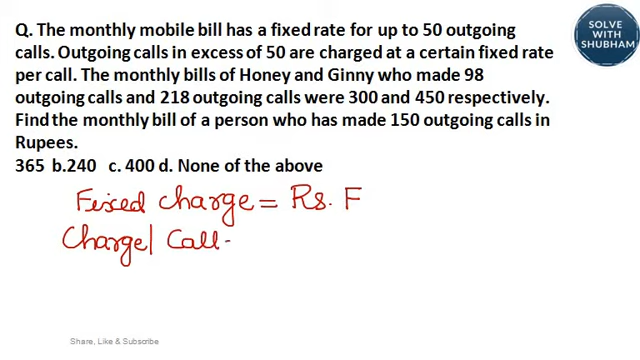 Q. The monthly mobile bill has a fixed rate for up to 50 outgoing
calls. Outgoing calls in excess of 50 are charged at a certain fixed rate
per call. The monthly bills of Honey and Ginny who made 98
outgoing calls and 218 outgoing calls were 300 and 450 respectively.
Find the monthly bill of a person who has made 150 outgoing calls in
Rupees.
365 b.240 c. 400 d. None of the above
Fixed charge = Rs. F
Charge| Call -
SOLVE
WITH
SHUBHAM
Share, Like & Subscribe